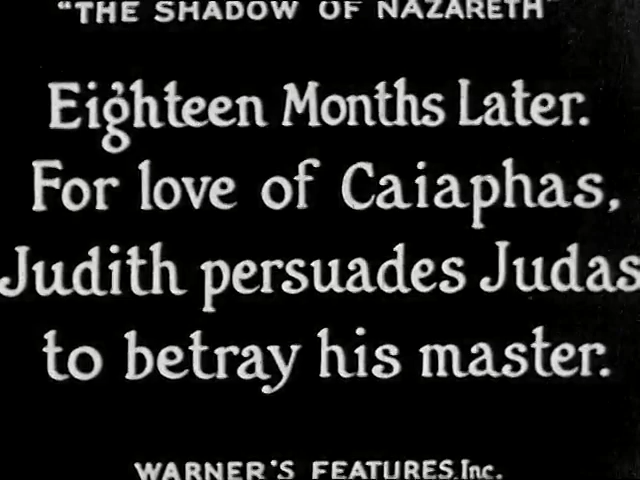 "THE SHADOW OF NAZARETH"
Eighteen Months Later.
For love of Caiaphas,
Judith persuades Judas
to betray his master.
WARNER'S FEATURES, Inc.